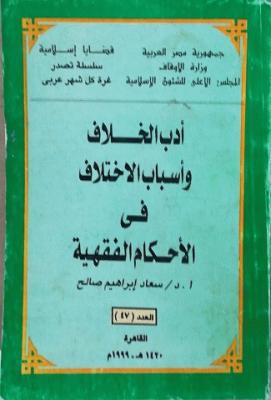 جمهورية مصر العربية
وزارة الأوقاف
المجلس الأعلى للشئون الإسلامية
قضايا إسلامية
سلسلة تصدر
غرة كل شهر عربى
أدب الخلاف
وأسباب الاختلاف
فى
الأحكام الفقهية
أ.د/ سعاد إبراهيم صالح
العدد (٤٧)
القاهرة
١٤٢٠هـ - ١٩٩٩م